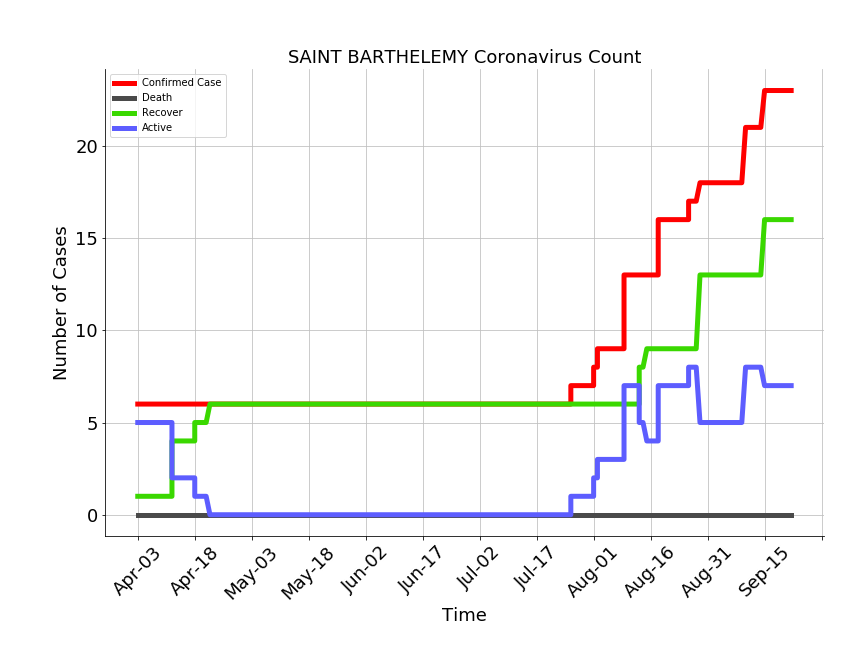 SAINT BARTHELEMY Coronavirus Count
Confirmed Case
Death
Recover
Active
Number of Cases
20
15
10
5
0
Apr-03
Apr-18
May-03
May-18
Jun-02
Jun-17
Jul-02
Jul-17
Aug-01
Aug-16
Aug-31
Sep-15
Time